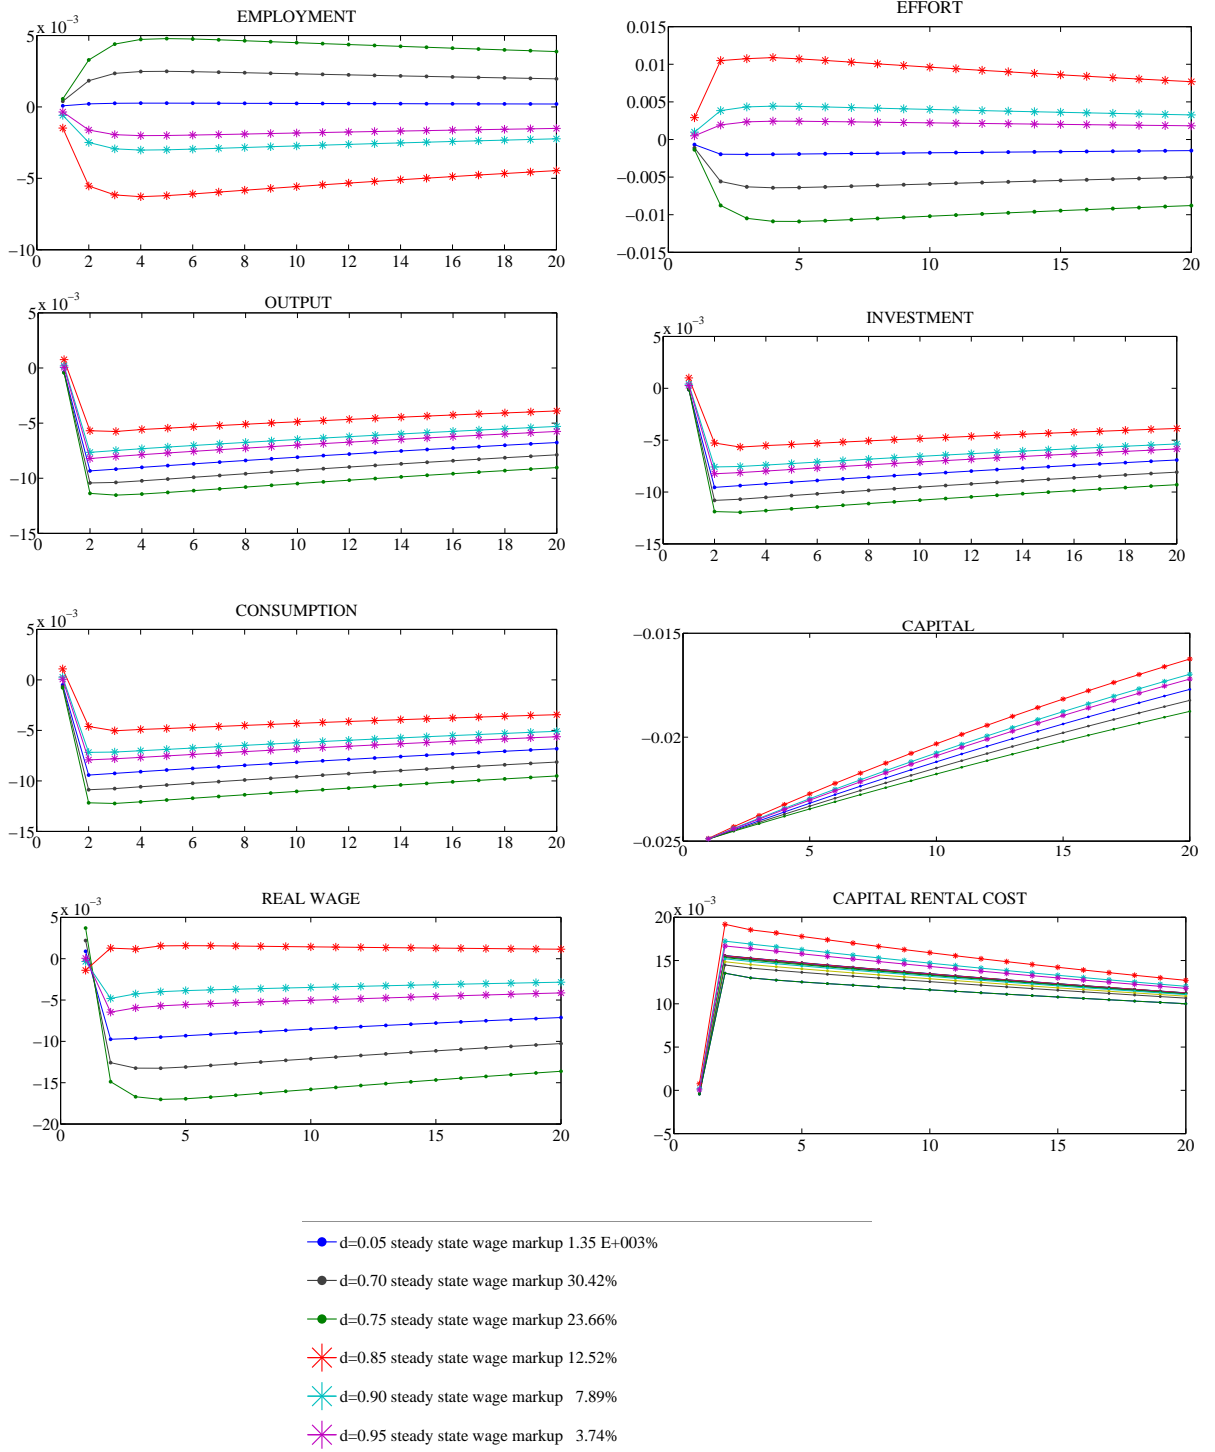 EMPLOYMENT
x 10⁻³
5
0
−5
−10
0 2 4 6 8 10 12 14 16 18 20
EFFORT
0.015
0.01
0.005
0
−0.005
−0.01
−0.015
0 5 10 15 20
OUTPUT
x 10⁻³
5
0
−5
−10
−15
0 2 4 6 8 10 12 14 16 18 20
INVESTMENT
x 10⁻³
5
0
−5
−10
−15
0 2 4 6 8 10 12 14 16 18 20
CONSUMPTION
x 10⁻³
5
0
−5
−10
−15
0 2 4 6 8 10 12 14 16 18 20
CAPITAL
−0.015
−0.02
−0.025
0 5 10 15 20
REAL WAGE
x 10⁻³
5
0
−5
−10
−15
−20
0 5 10 15 20
CAPITAL RENTAL COST
x 10⁻³
20
15
10
5
0
−5
0 5 10 15 20
d=0.05 steady state wage markup 1.35 E+003%
d=0.70 steady state wage markup 30.42%
d=0.75 steady state wage markup 23.66%
d=0.85 steady state wage markup 12.52%
d=0.90 steady state wage markup 7.89%
d=0.95 steady state wage markup 3.74%